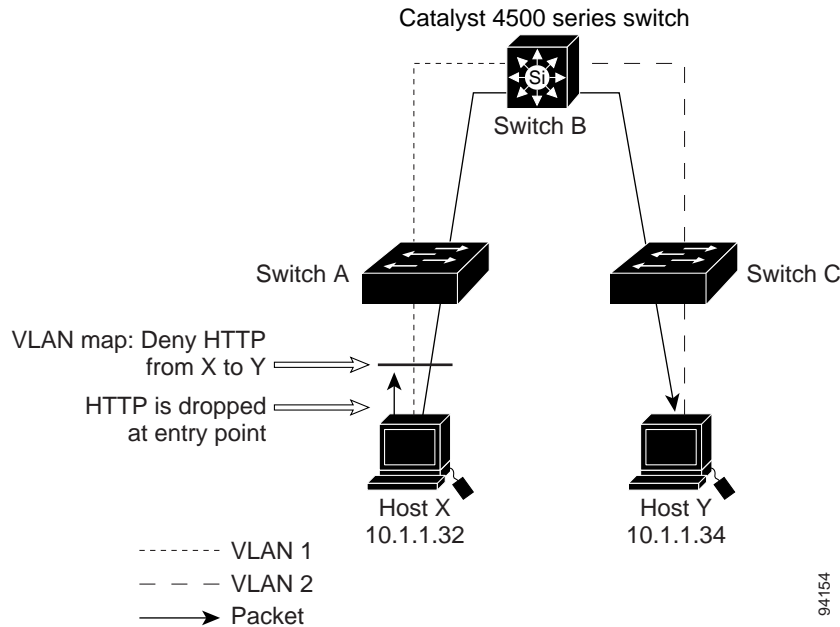 Catalyst 4500 series switch
Si
Switch B
Switch A
Switch C
VLAN map: Deny HTTP
from X to Y
HTTP is dropped
at entry point
Host X
10.1.1.32
Host Y
10.1.1.34
VLAN 1
VLAN 2
Packet
94154